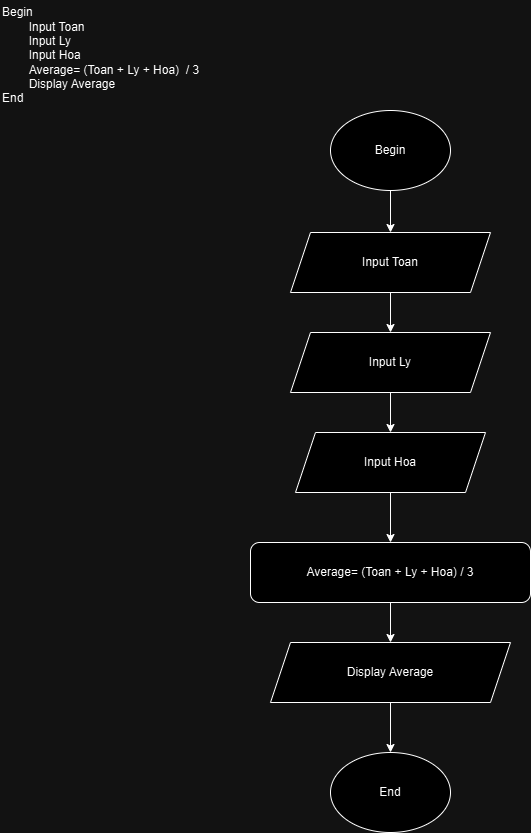 Begin
Input Toan
Input Ly
Input Hoa
Average= (Toan + Ly + Hoa)  / 3
Display Average
End
Begin
Input Toan
Input Ly
Input Hoa
Average= (Toan + Ly + Hoa) / 3
Display Average
End